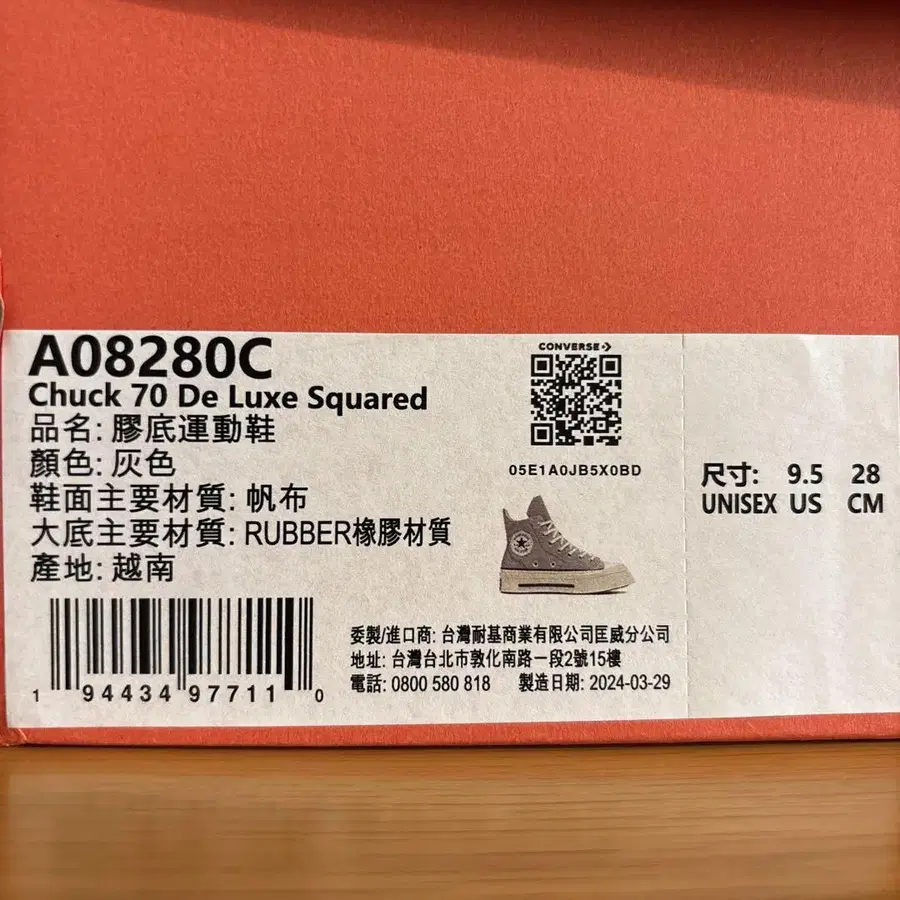 A08280C
Chuck 70 De Luxe Squared
品名: 膠底運動鞋
顏色: 灰色
鞋面主要材質: 帆布
大底主要材質: RUBBER橡膠材質
產地: 越南
1 94434 97711 0
CONVERSE
05E1A0JB5X0BD
委製/進口商: 台灣耐基商業有限公司匡威分公司
地址: 台灣台北市敦化南路一段2號15樓
電話: 0800 580 818 製造日期: 2024-03-29
尺寸: 9.5 28
UNISEX US CM